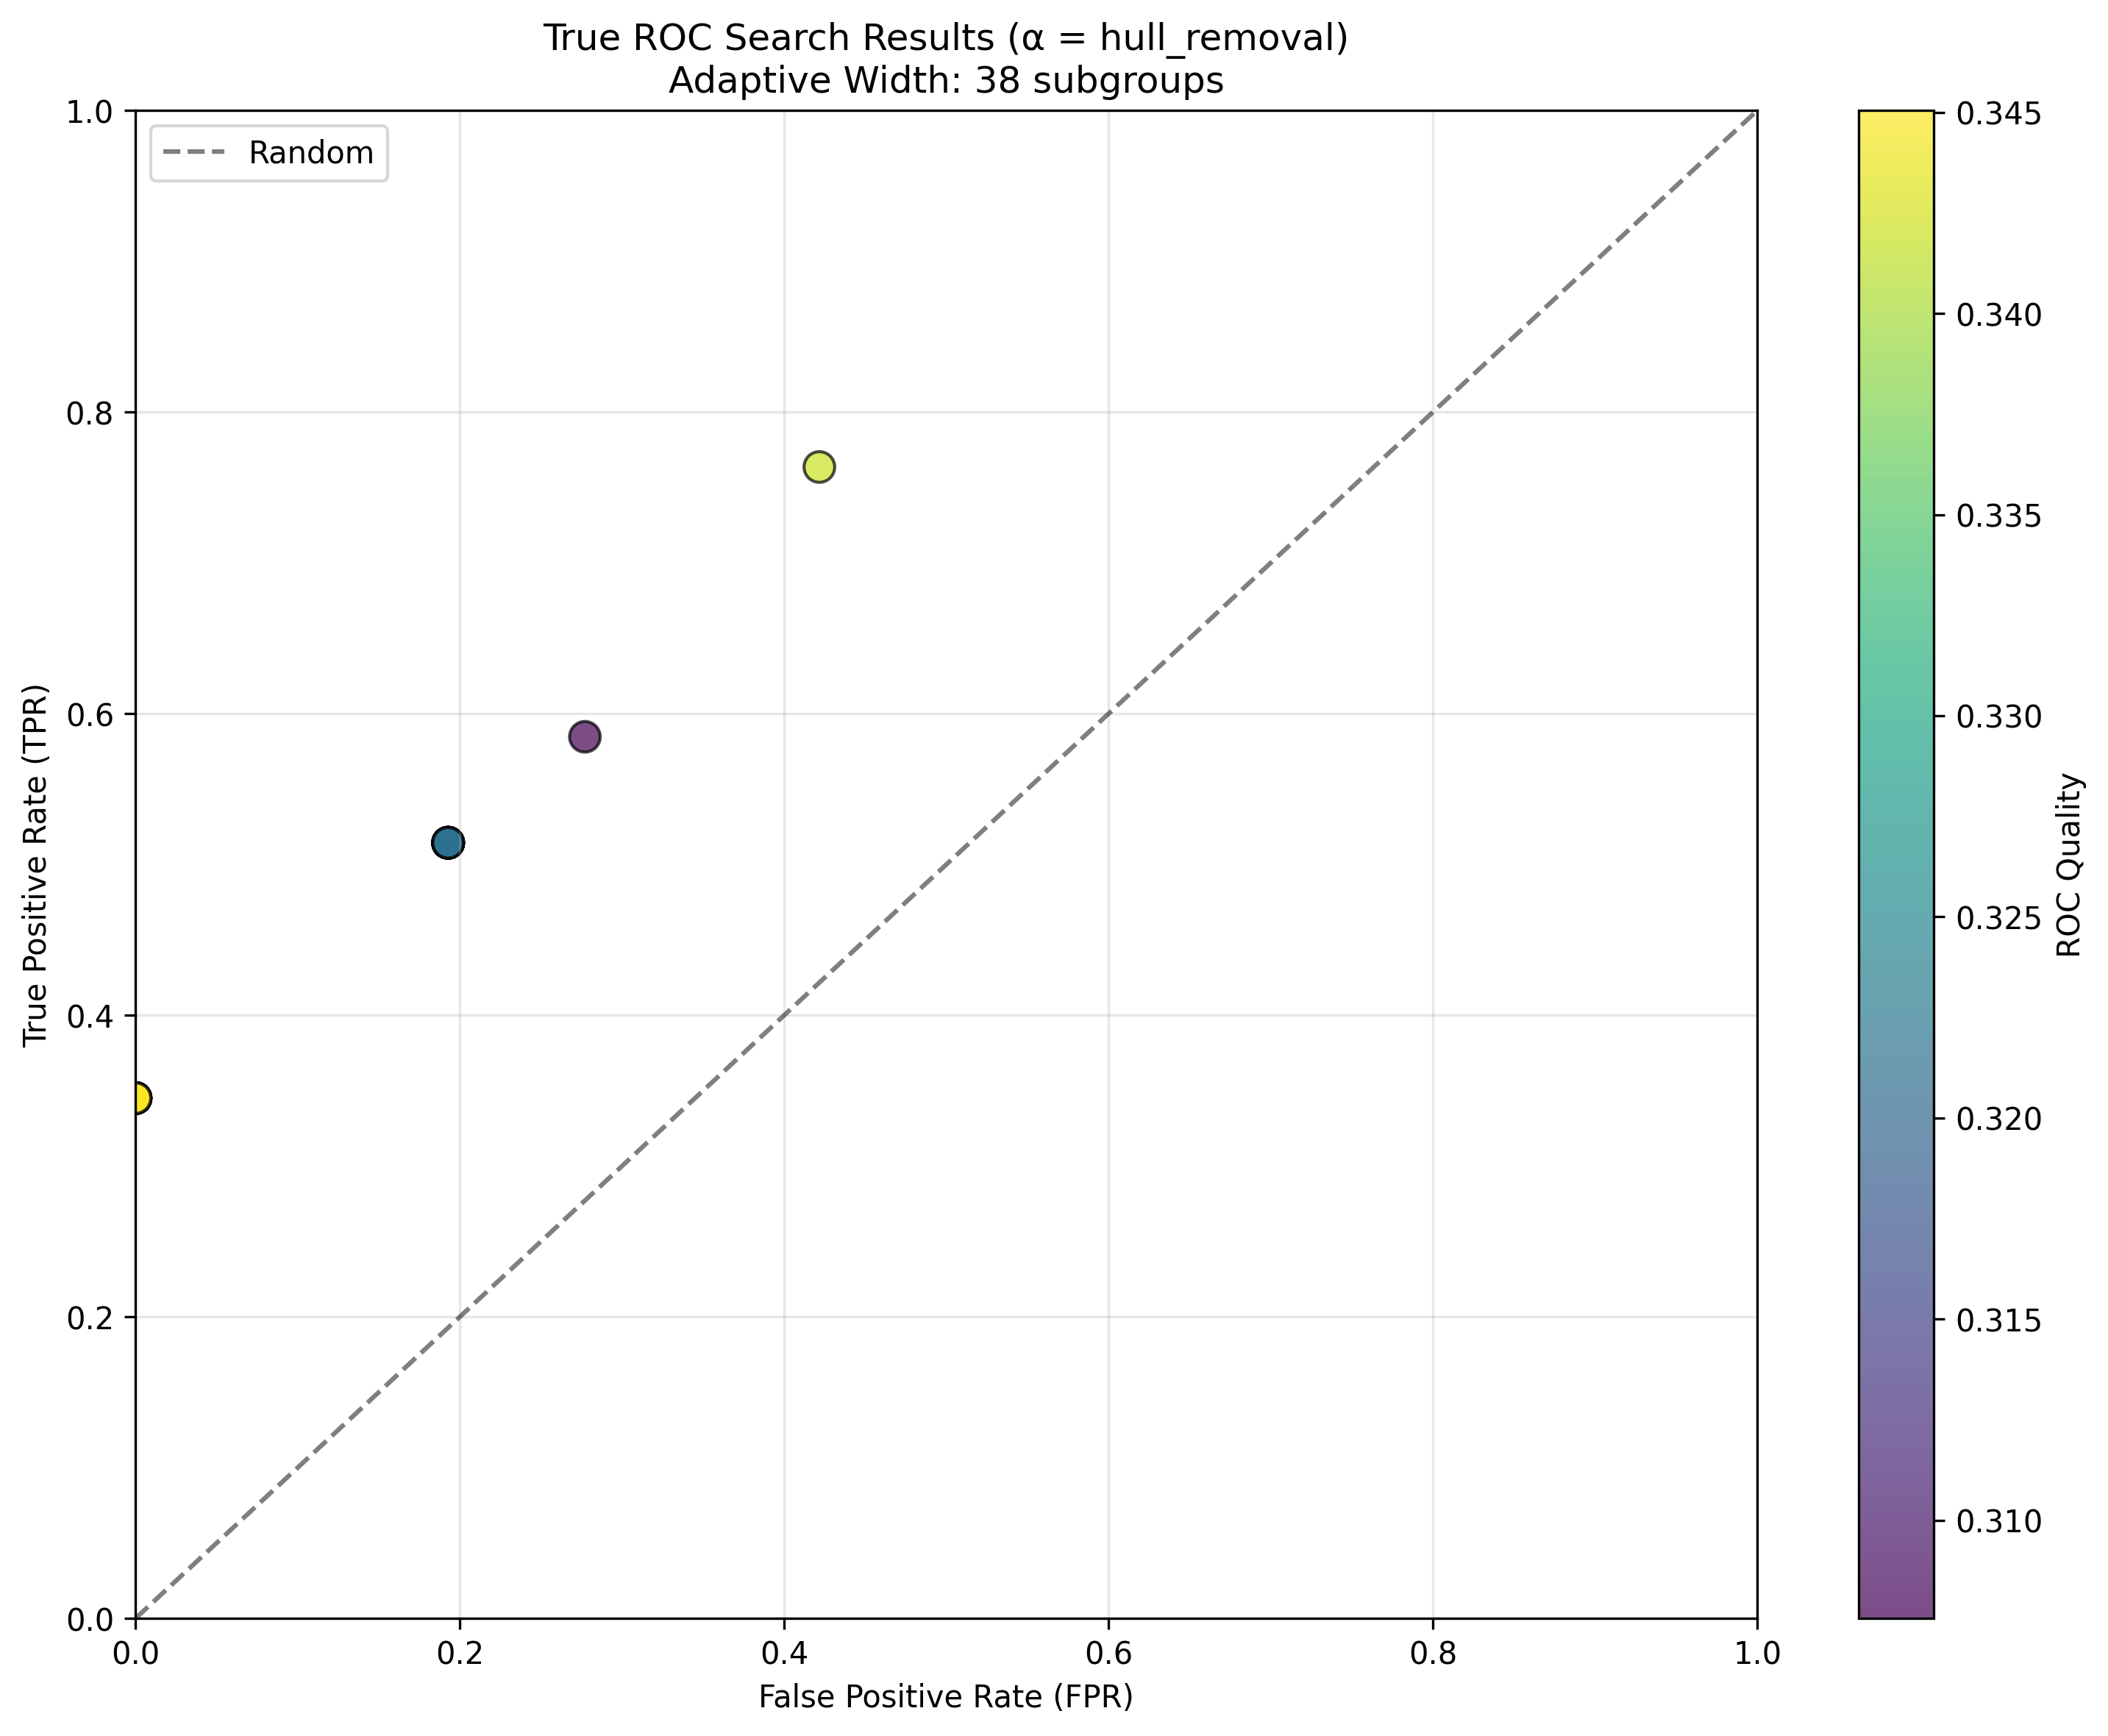 True ROC Search Results (α = hull_removal)
Adaptive Width: 38 subgroups
Random
True Positive Rate (TPR)
1.0
0.8
0.6
0.4
0.2
0.0
0.0 0.2 0.4 0.6 0.8 1.0
False Positive Rate (FPR)
0.345
0.340
0.335
0.330
0.325
0.320
0.315
0.310
ROC Quality